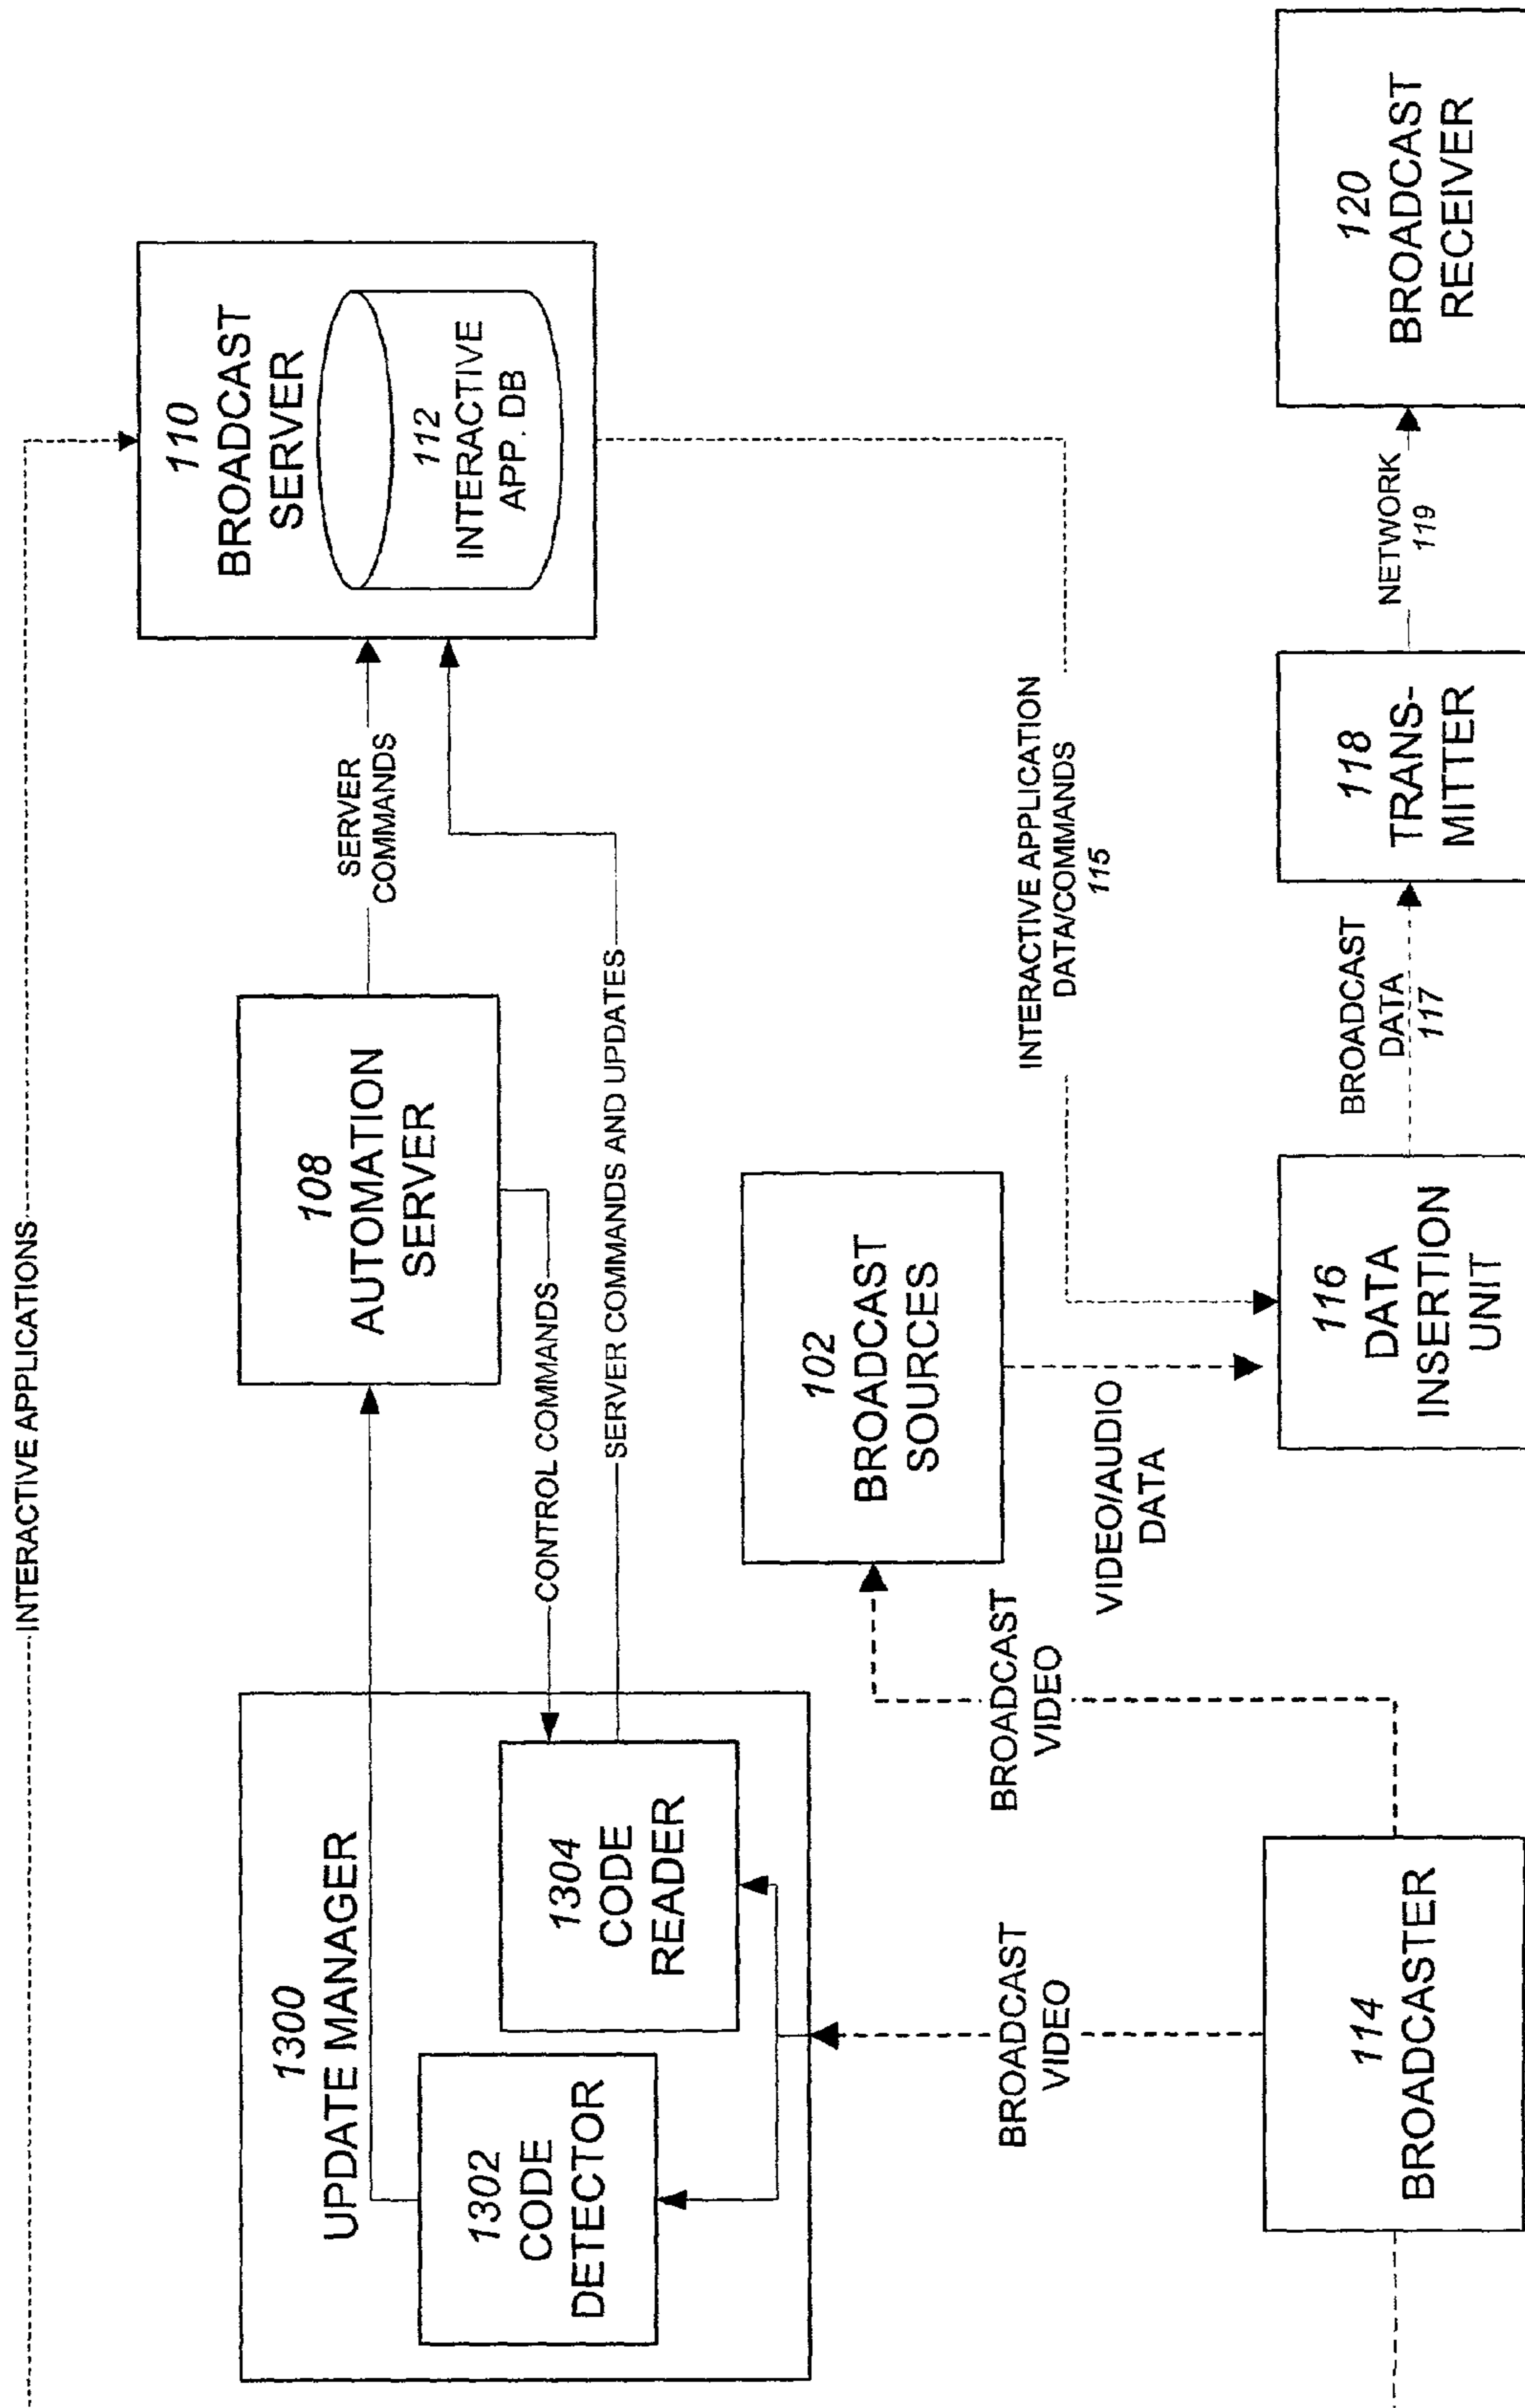 INTERACTIVE APPLICATIONS
1300
UPDATE MANAGER
1302
CODE
DETECTOR
1304
CODE
READER
108
AUTOMATION
SERVER
SERVER
COMMANDS
110
BROADCAST
SERVER
112
INTERACTIVE
APP. DB
CONTROL COMMANDS
SERVER COMMANDS AND UPDATES
BROADCAST
VIDEO
BROADCAST
VIDEO
102
BROADCAST
SOURCES
VIDEO/AUDIO
DATA
INTERACTIVE APPLICATION
DATA/COMMANDS
115
114
BROADCASTER
116
DATA
INSERTION
UNIT
BROADCAST
DATA
117
118
TRANS-
MITTER
NETWORK
119
120
BROADCAST
RECEIVER